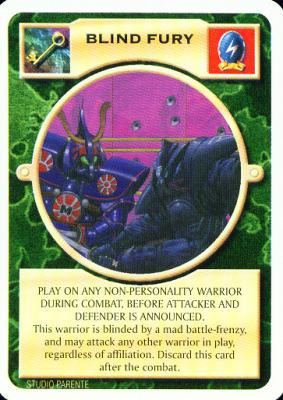 BLIND FURY
PLAY ON ANY NON-PERSONALITY WARRIOR
DURING COMBAT, BEFORE ATTACKER AND
DEFENDER IS ANNOUNCED.
This warrior is blinded by a mad battle-frenzy,
and may attack any other warrior in play,
regardless of affiliation. Discard this card
after the combat.
STUDIO PARENTE